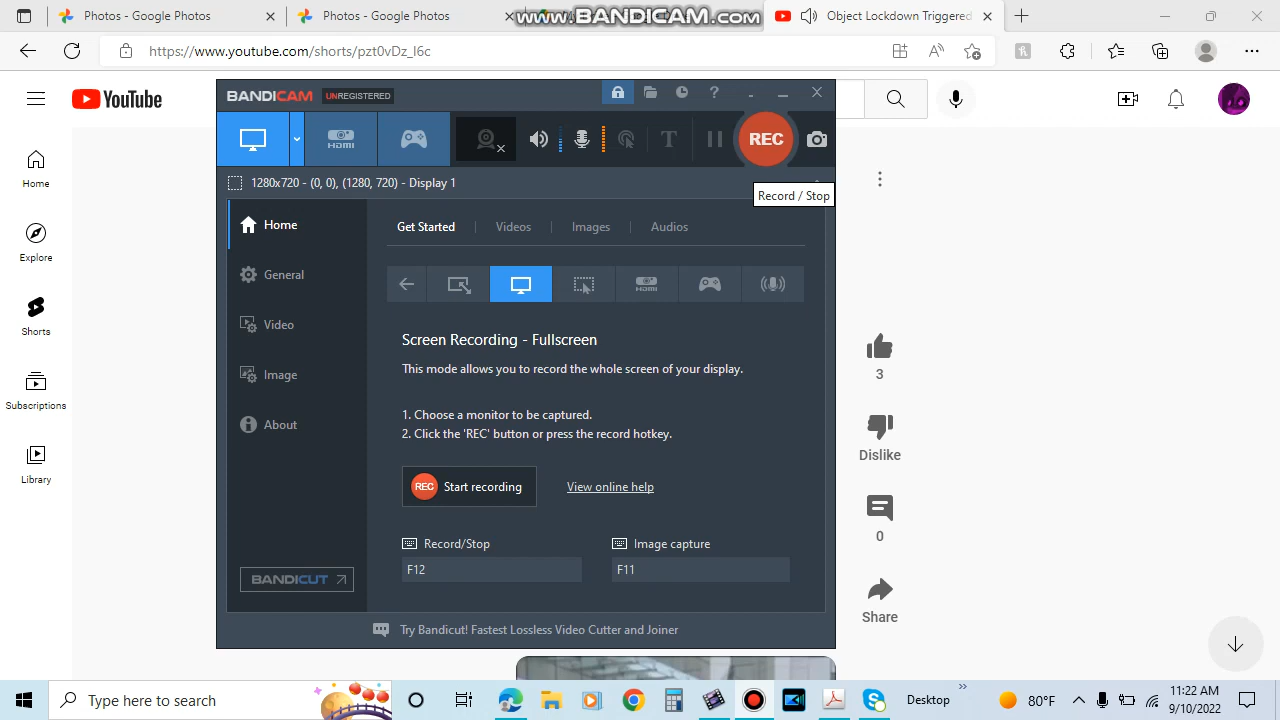 Photos - Google Photos
Photos - Google Photos
www.BANDICAM.com
Object Lockdown Triggered
https://www.youtube.com/shorts/pzt0vDz_l6c
YouTube
BANDICAM UNREGISTERED
HDMI
REC
1280x720 - (0, 0), (1280, 720) - Display 1
Record / Stop
Home
Explore
Shorts
Subscriptions
Library
Home
General
Video
Image
About
BANDICUT
Get Started
Videos
Images
Audios
HDMI
Screen Recording - Fullscreen
This mode allows you to record the whole screen of your display.
1. Choose a monitor to be captured.
2. Click the 'REC' button or press the record hotkey.
REC Start recording
View online help
Record/Stop
Image capture
F12
F11
Try Bandicut! Fastest Lossless Video Cutter and Joiner
3
Dislike
0
Share
Type here to search
Desktop
80°F
11:22 AM
9/10/2022